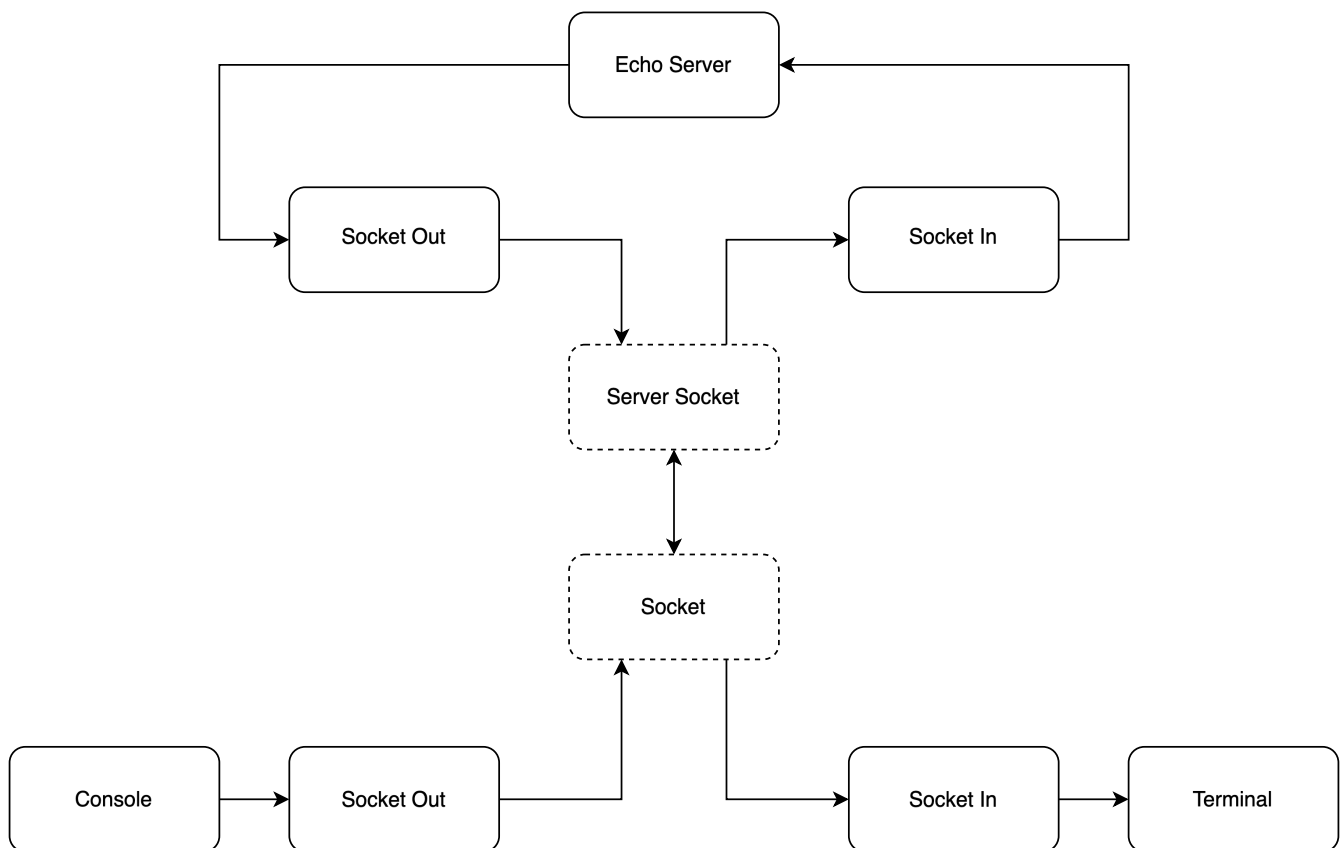 Echo Server
Socket Out
Socket In
Server Socket
Socket
Console
Socket Out
Socket In
Terminal